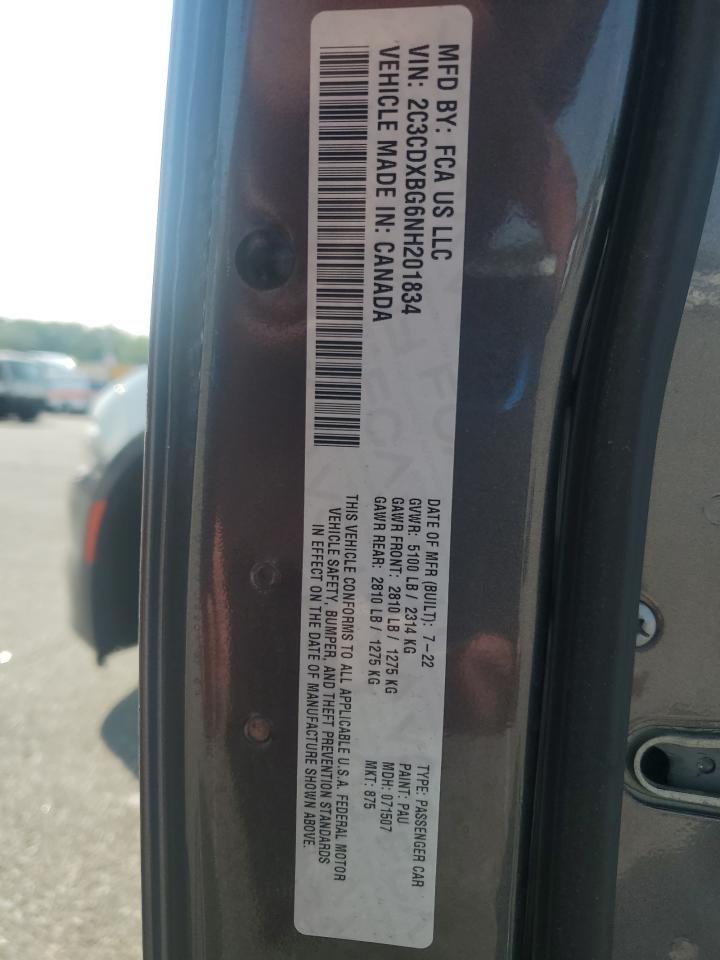 MFD BY: FCA US LLC
VIN: 2C3CDXBG6NH201834
VEHICLE MADE IN: CANADA
DATE OF MFR (BUILT): 7-22
GVWR: 5100 LB / 2314 KG
GAWR FRONT: 2810 LB / 1275 KG
GAWR REAR: 2810 LB / 1275 KG
THIS VEHICLE CONFORMS TO ALL APPLICABLE U.S.A. FEDERAL MOTOR
VEHICLE SAFETY, BUMPER, AND THEFT PREVENTION STANDARDS
IN EFFECT ON THE DATE OF MANUFACTURE SHOWN ABOVE.
TYPE: PASSENGER CAR
PAINT: PAU
MDH: 071507
MKT: 875